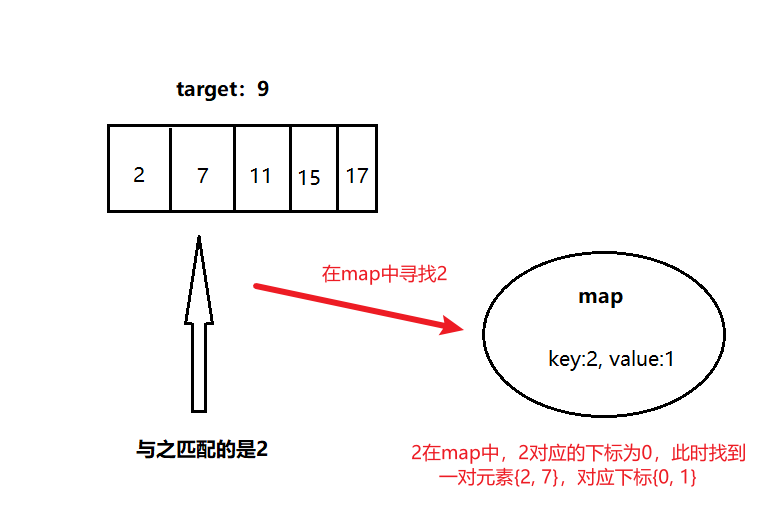 target：9
2 7 11 15 17
在map中寻找2
map
key:2, value:1
与之匹配的是2
2在map中，2对应的下标为0，此时找到
一对元素{2, 7}，对应下标{0, 1}